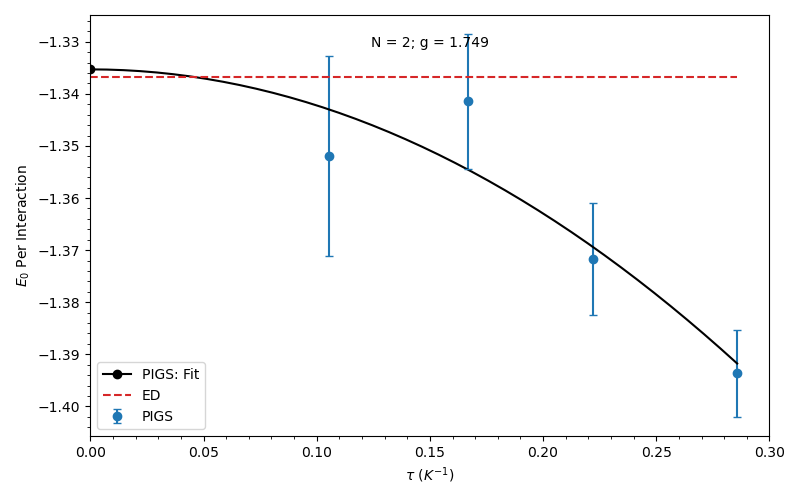 N = 2; g = 1.749
E₀ Per Interaction
−1.33
−1.34
−1.35
−1.36
−1.37
−1.38
−1.39
−1.40
PIGS: Fit
ED
PIGS
0.00 0.05 0.10 0.15 0.20 0.25 0.30
τ (K⁻¹)